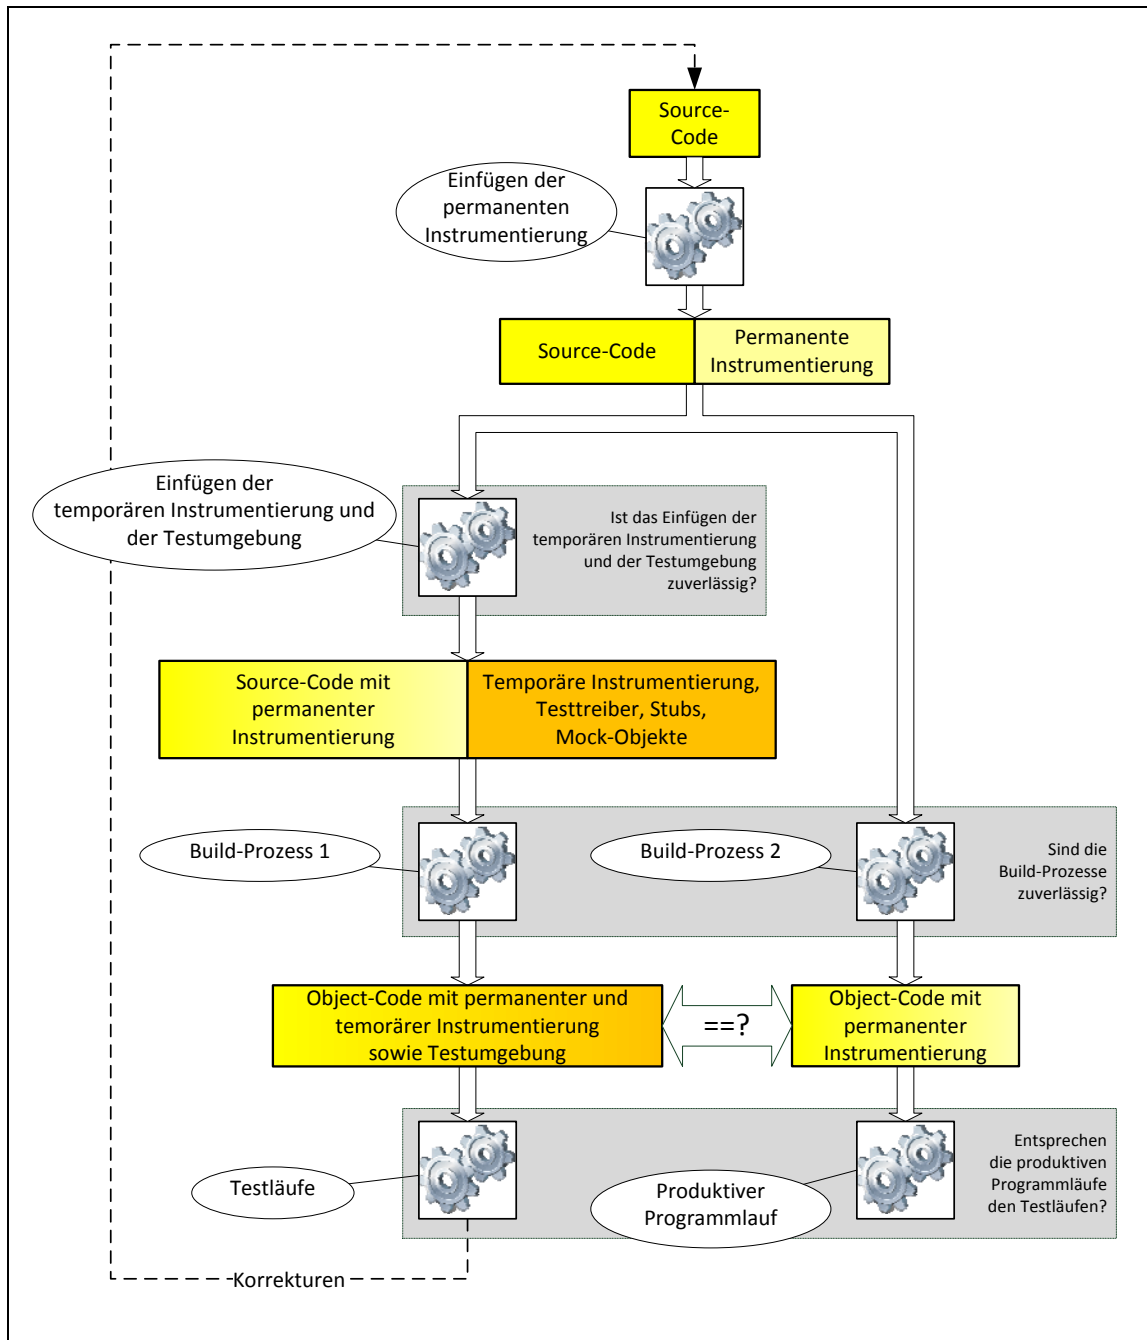 Source-
Code
Einfügen der
permanenten
Instrumentierung
Source-Code
Permanente
Instrumentierung
Einfügen der
temporären Instrumentierung und
der Testumgebung
Ist das Einfügen der
temporären Instrumentierung
und der Testumgebung
zuverlässig?
Source-Code mit
permanenter
Instrumentierung
Temporäre Instrumentierung,
Testtreiber, Stubs,
Mock-Objekte
Build-Prozess 1
Build-Prozess 2
Sind die
Build-Prozesse
zuverlässig?
Object-Code mit permanenter und
temorärer Instrumentierung
sowie Testumgebung
==?
Object-Code mit
permanenter
Instrumentierung
Testläufe
Produktiver
Programmlauf
Entsprechen
die produktiven
Programmläufe
den Testläufen?
Korrekturen